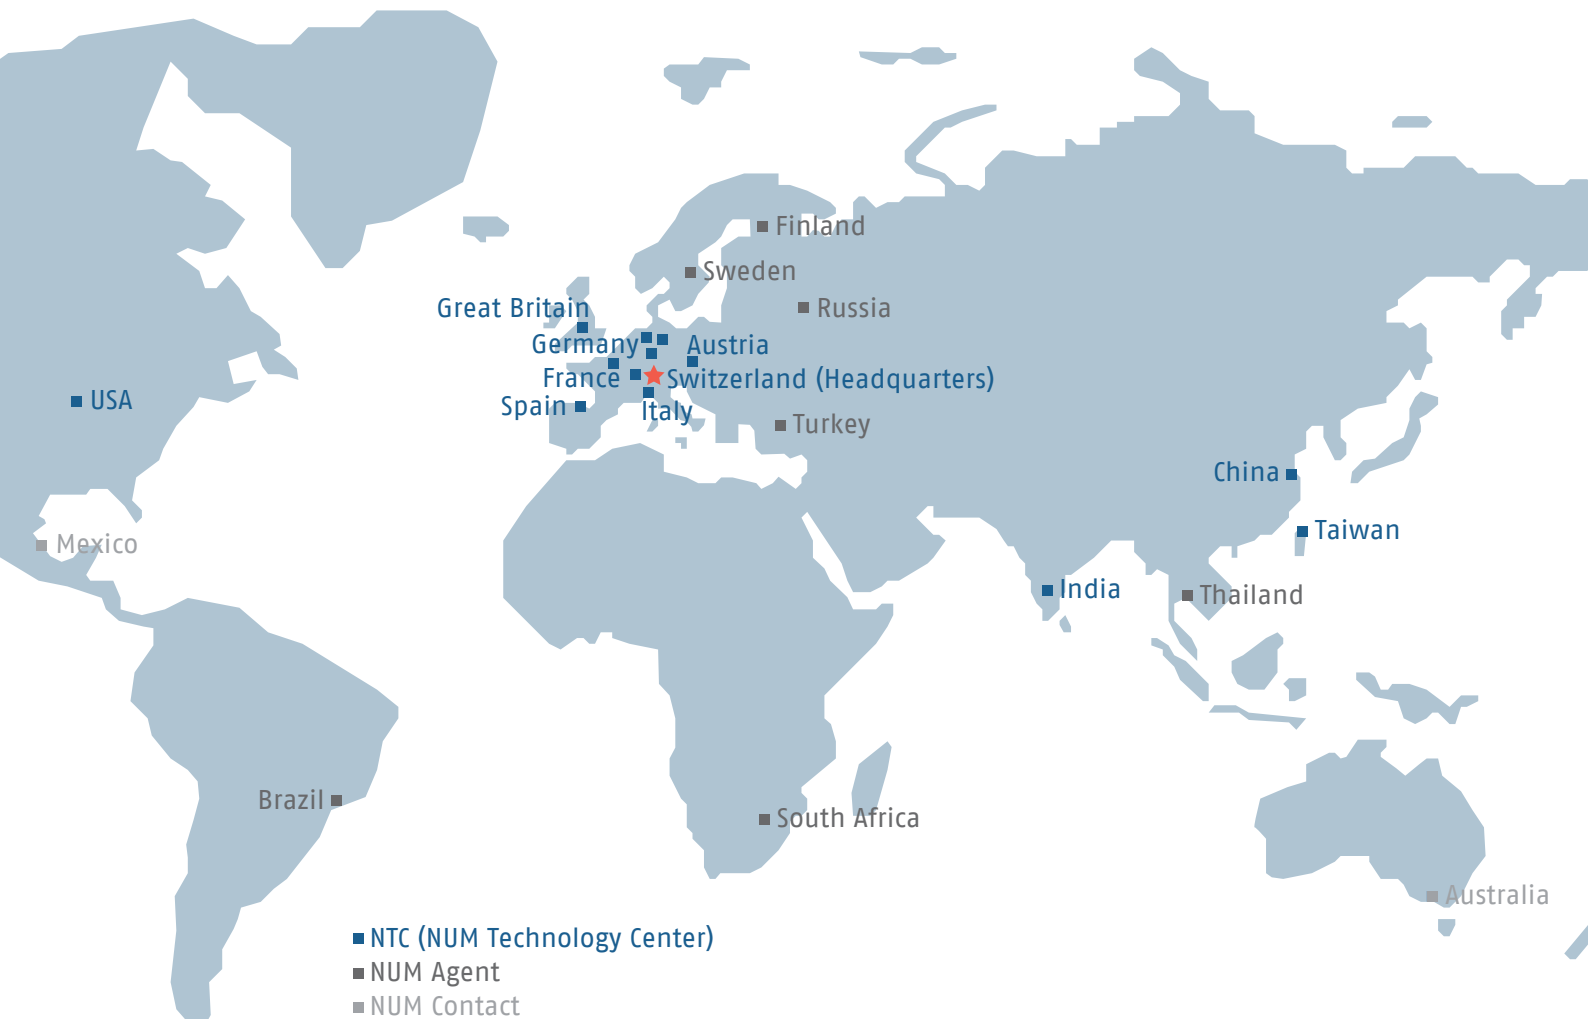 Finland
Sweden
Great Britain
Russia
Germany
Austria
France
Switzerland (Headquarters)
USA
Spain
Italy
Turkey
China
Taiwan
Mexico
India
Thailand
Brazil
South Africa
Australia
NTC (NUM Technology Center)
NUM Agent
NUM Contact